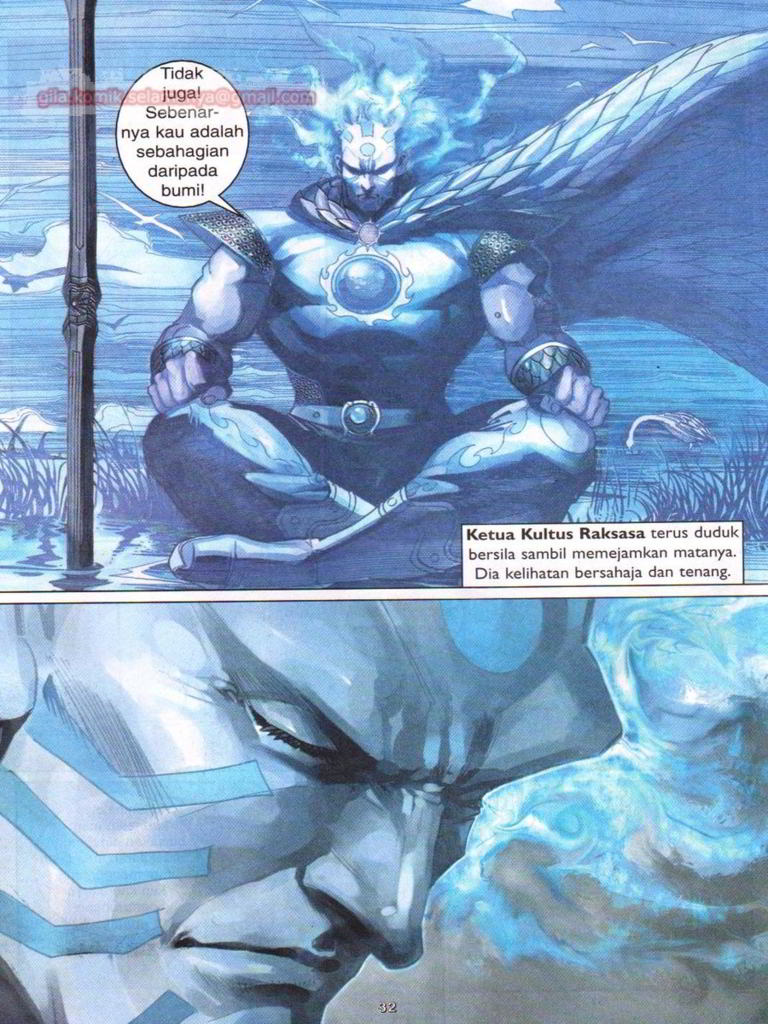 Tidak
juga!
Sebenar-
nya kau adalah
sebahagian
daripada
bumi!
Ketua Kultus Raksasa terus duduk
bersila sambil memejamkan matanya.
Dia kelihatan bersahaja dan tenang.
32